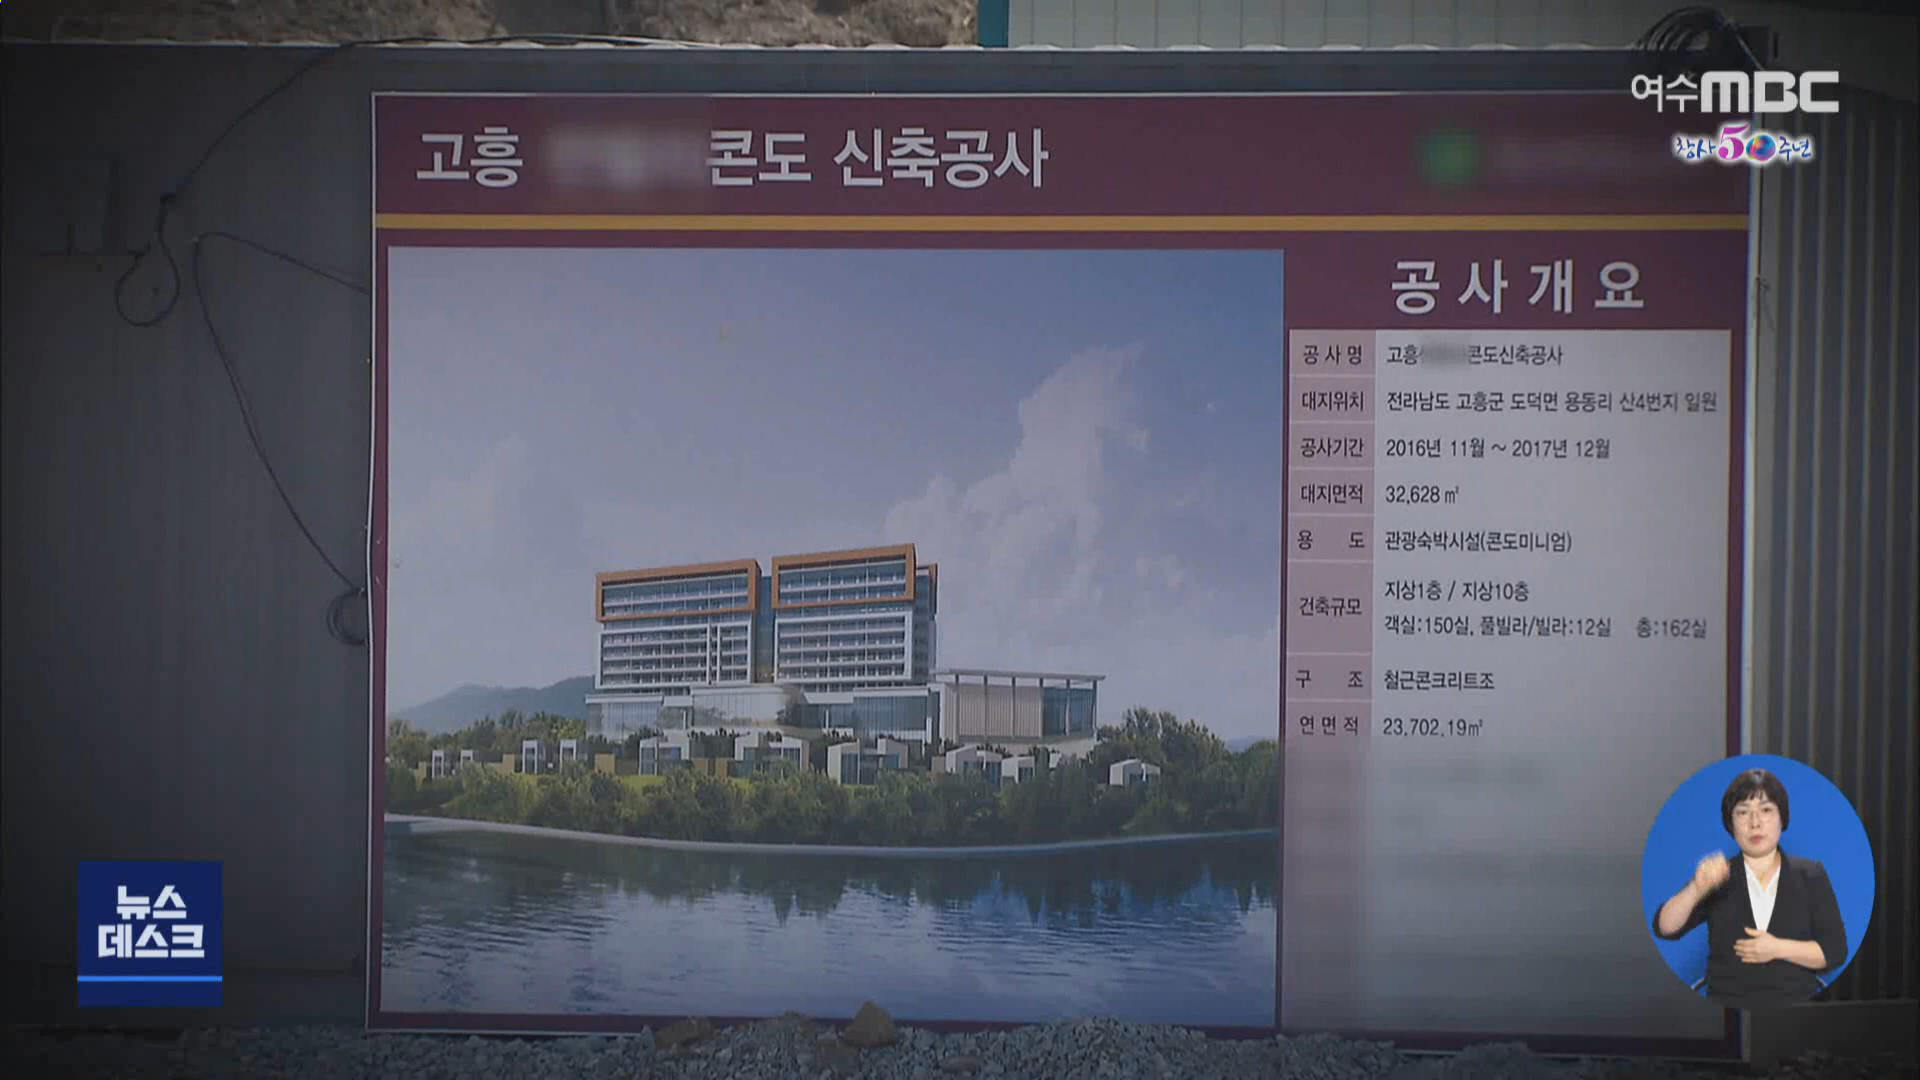 여수MBC
창사50주년
고흥 콘도 신축공사
공사개요
공사명 고흥 콘도신축공사
대지위치 전라남도 고흥군 도덕면 용동리 산4번지 일원
공사기간 2016년 11월 ~ 2017년 12월
대지면적 32,628㎡
용도 관광숙박시설(콘도미니엄)
건축규모 지상1층 / 지상10층
객실:150실, 풀빌라/빌라:12실 총:162실
구조 철근콘크리트조
연면적 23,702.19㎡
뉴스
데스크